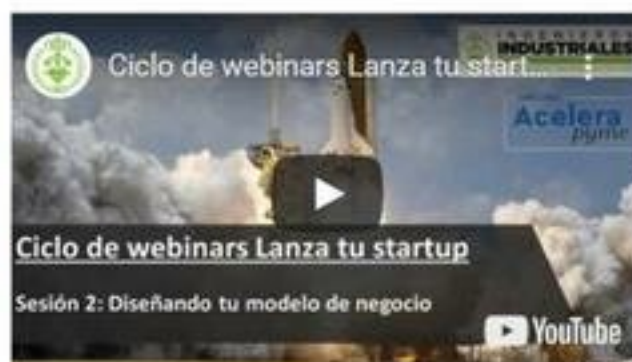 Ciclo de webinars Lanza tu start...
INGENIEROS
INDUSTRIALES
Acelera
pyme
Ciclo de webinars Lanza tu startup
Sesión 2: Diseñando tu modelo de negocio
YouTube